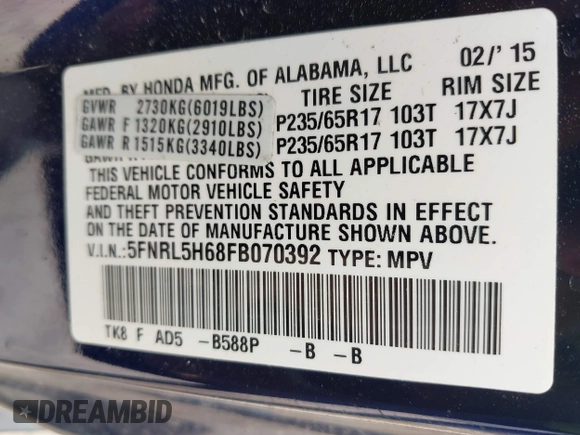 MFD. BY HONDA MFG. OF ALABAMA, LLC 02/' 15
TIRE SIZE RIM SIZE
GVWR 2730KG(6019LBS)
GAWR F 1320KG(2910LBS) P235/65R17 103T 17X7J
GAWR R 1515KG(3340LBS) P235/65R17 103T 17X7J
THIS VEHICLE CONFORMS TO ALL APPLICABLE
FEDERAL MOTOR VEHICLE SAFETY
AND THEFT PREVENTION STANDARDS IN EFFECT
ON THE DATE OF MANUFACTURE SHOWN ABOVE.
V.I.N.:5FNRL5H68FB070392 TYPE: MPV
TK8 F AD5 -B588P -B -B
DREAMBID